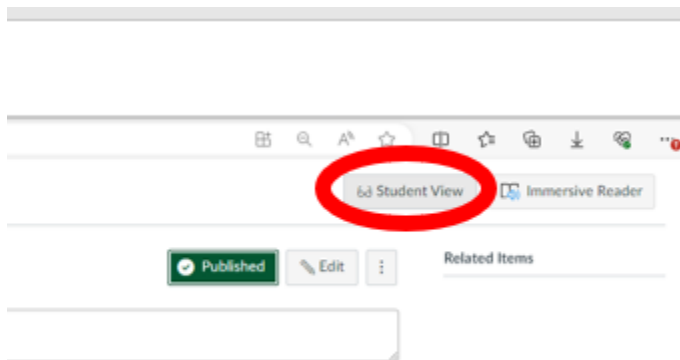 Student View
Immersive Reader
Published
Edit
Related Items